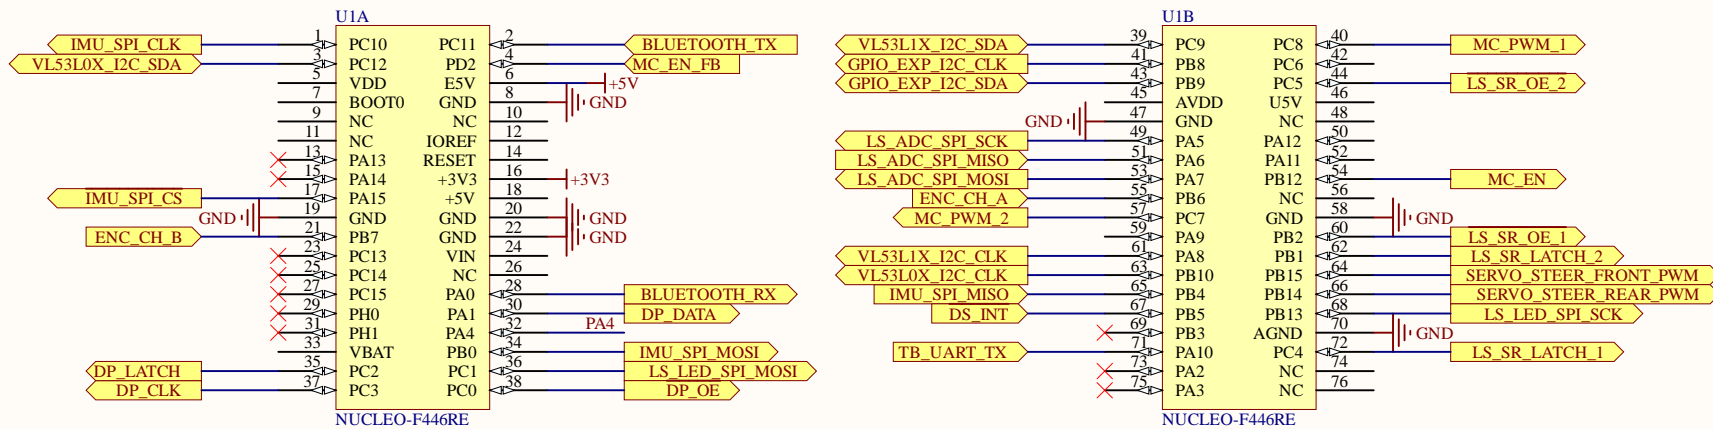 U1A U1B
IMU_SPI_CLK 1 PC10 PC11 2 BLUETOOTH_TX VL53L1X_I2C_SDA 39 PC9 PC8 40 MC_PWM_1
VL53L0X_I2C_SDA 3 PC12 PD2 4 MC_EN_FB GPIO_EXP_I2C_CLK 41 PB8 PC6 42
5 VDD E5V 6 +5V GPIO_EXP_I2C_SDA 43 PB9 PC5 44 LS_SR_OE_2
7 BOOT0 GND 8 GND 45 AVDD U5V 46
9 NC NC 10 GND 47 GND NC 48
11 NC IOREF 12 LS_ADC_SPI_SCK 49 PA5 PA12 50
13 PA13 RESET 14 LS_ADC_SPI_MISO 51 PA6 PA11 52
15 PA14 +3V3 16 +3V3 LS_ADC_SPI_MOSI 53 PA7 PB12 54 MC_EN
IMU_SPI_CS 17 PA15 +5V 18 ENC_CH_A 55 PB6 NC 56
GND 19 GND GND 20 GND MC_PWM_2 57 PC7 GND 58 GND
ENC_CH_B 21 PB7 GND 22 GND 59 PA9 PB2 60 LS_SR_OE_1
23 PC13 VIN 24 VL53L1X_I2C_CLK 61 PA8 PB1 62 LS_SR_LATCH_2
25 PC14 NC 26 VL53L0X_I2C_CLK 63 PB10 PB15 64 SERVO_STEER_FRONT_PWM
27 PC15 PA0 28 BLUETOOTH_RX IMU_SPI_MISO 65 PB4 PB14 66 SERVO_STEER_REAR_PWM
29 PH0 PA1 30 DP_DATA DS_INT 67 PB5 PB13 68 LS_LED_SPI_SCK
31 PH1 PA4 32 PA4 69 PB3 AGND 70 GND
33 VBAT PB0 34 IMU_SPI_MOSI TB_UART_TX 71 PA10 PC4 72 LS_SR_LATCH_1
DP_LATCH 35 PC2 PC1 36 LS_LED_SPI_MOSI 73 PA2 NC 74
DP_CLK 37 PC3 PC0 38 DP_OE 75 PA3 NC 76
NUCLEO-F446RE NUCLEO-F446RE